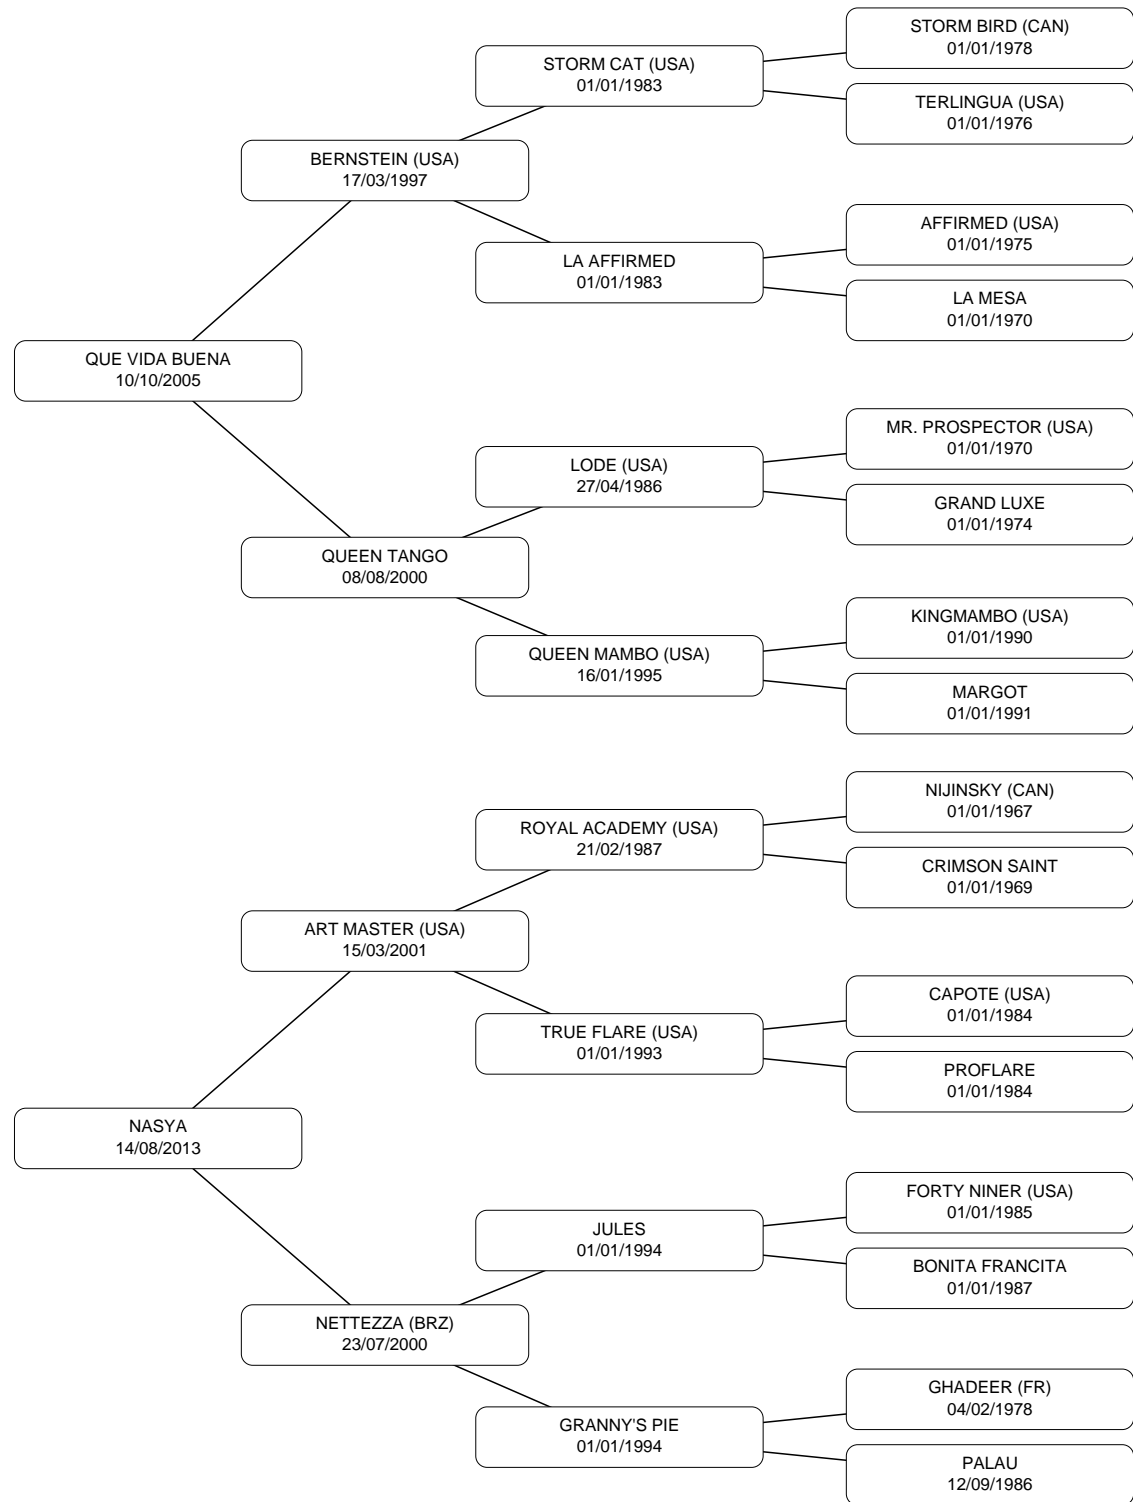 STORM BIRD (CAN)
01/01/1978
STORM CAT (USA)
01/01/1983
TERLINGUA (USA)
01/01/1976
BERNSTEIN (USA)
17/03/1997
AFFIRMED (USA)
01/01/1975
LA AFFIRMED
01/01/1983
LA MESA
01/01/1970
QUE VIDA BUENA
10/10/2005
MR. PROSPECTOR (USA)
01/01/1970
LODE (USA)
27/04/1986
GRAND LUXE
01/01/1974
QUEEN TANGO
08/08/2000
KINGMAMBO (USA)
01/01/1990
QUEEN MAMBO (USA)
16/01/1995
MARGOT
01/01/1991
NIJINSKY (CAN)
01/01/1967
ROYAL ACADEMY (USA)
21/02/1987
CRIMSON SAINT
01/01/1969
ART MASTER (USA)
15/03/2001
CAPOTE (USA)
01/01/1984
TRUE FLARE (USA)
01/01/1993
PROFLARE
01/01/1984
NASYA
14/08/2013
FORTY NINER (USA)
01/01/1985
JULES
01/01/1994
BONITA FRANCITA
01/01/1987
NETTEZZA (BRZ)
23/07/2000
GHADEER (FR)
04/02/1978
GRANNY'S PIE
01/01/1994
PALAU
12/09/1986